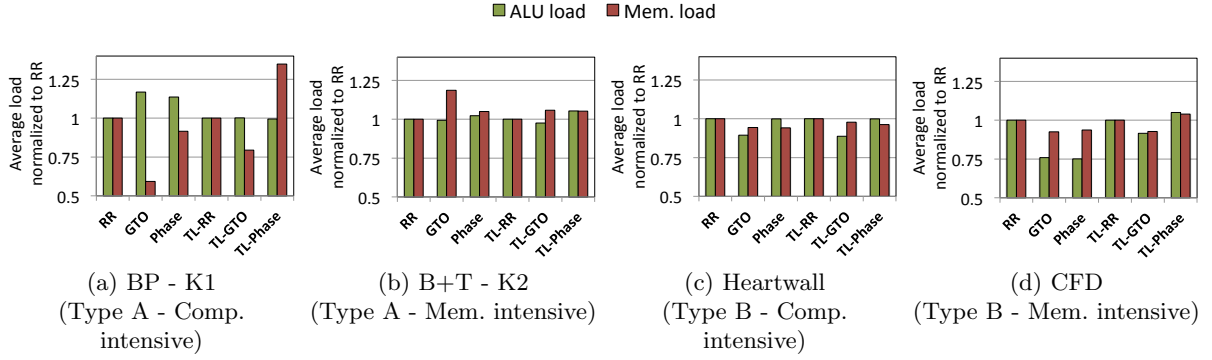 ALU load Mem. load
Average load
normalized to RR
1.25
1
0.75
0.5
RR
GTO
Phase
TL-RR
TL-GTO
TL-Phase
(a) BP - K1
(Type A - Comp.
intensive)
Average load
normalized to RR
1.25
1
0.75
0.5
RR
GTO
Phase
TL-RR
TL-GTO
TL-Phase
(b) B+T - K2
(Type A - Mem. intensive)
Average load
normalized to RR
1.25
1
0.75
0.5
RR
GTO
Phase
TL-RR
TL-GTO
TL-Phase
(c) Heartwall
(Type B - Comp.
intensive)
Average load
normalized to RR
1.25
1
0.75
0.5
RR
GTO
Phase
TL-RR
TL-GTO
TL-Phase
(d) CFD
(Type B - Mem. intensive)